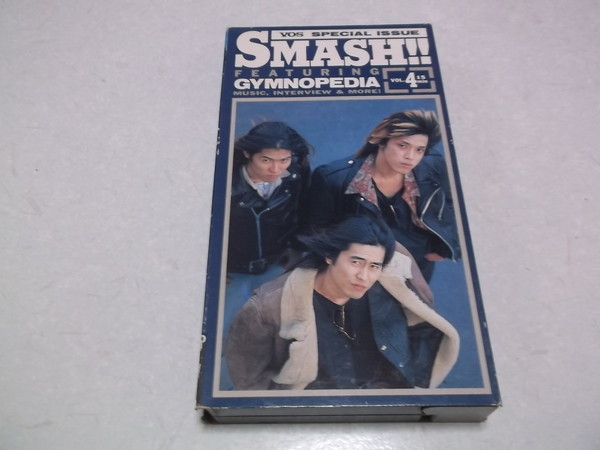 VOS SPECIAL ISSUE
SMASH!!
FEATURING
GYMNOPEDIA
MUSIC, INTERVIEW & MORE!
VOL.4